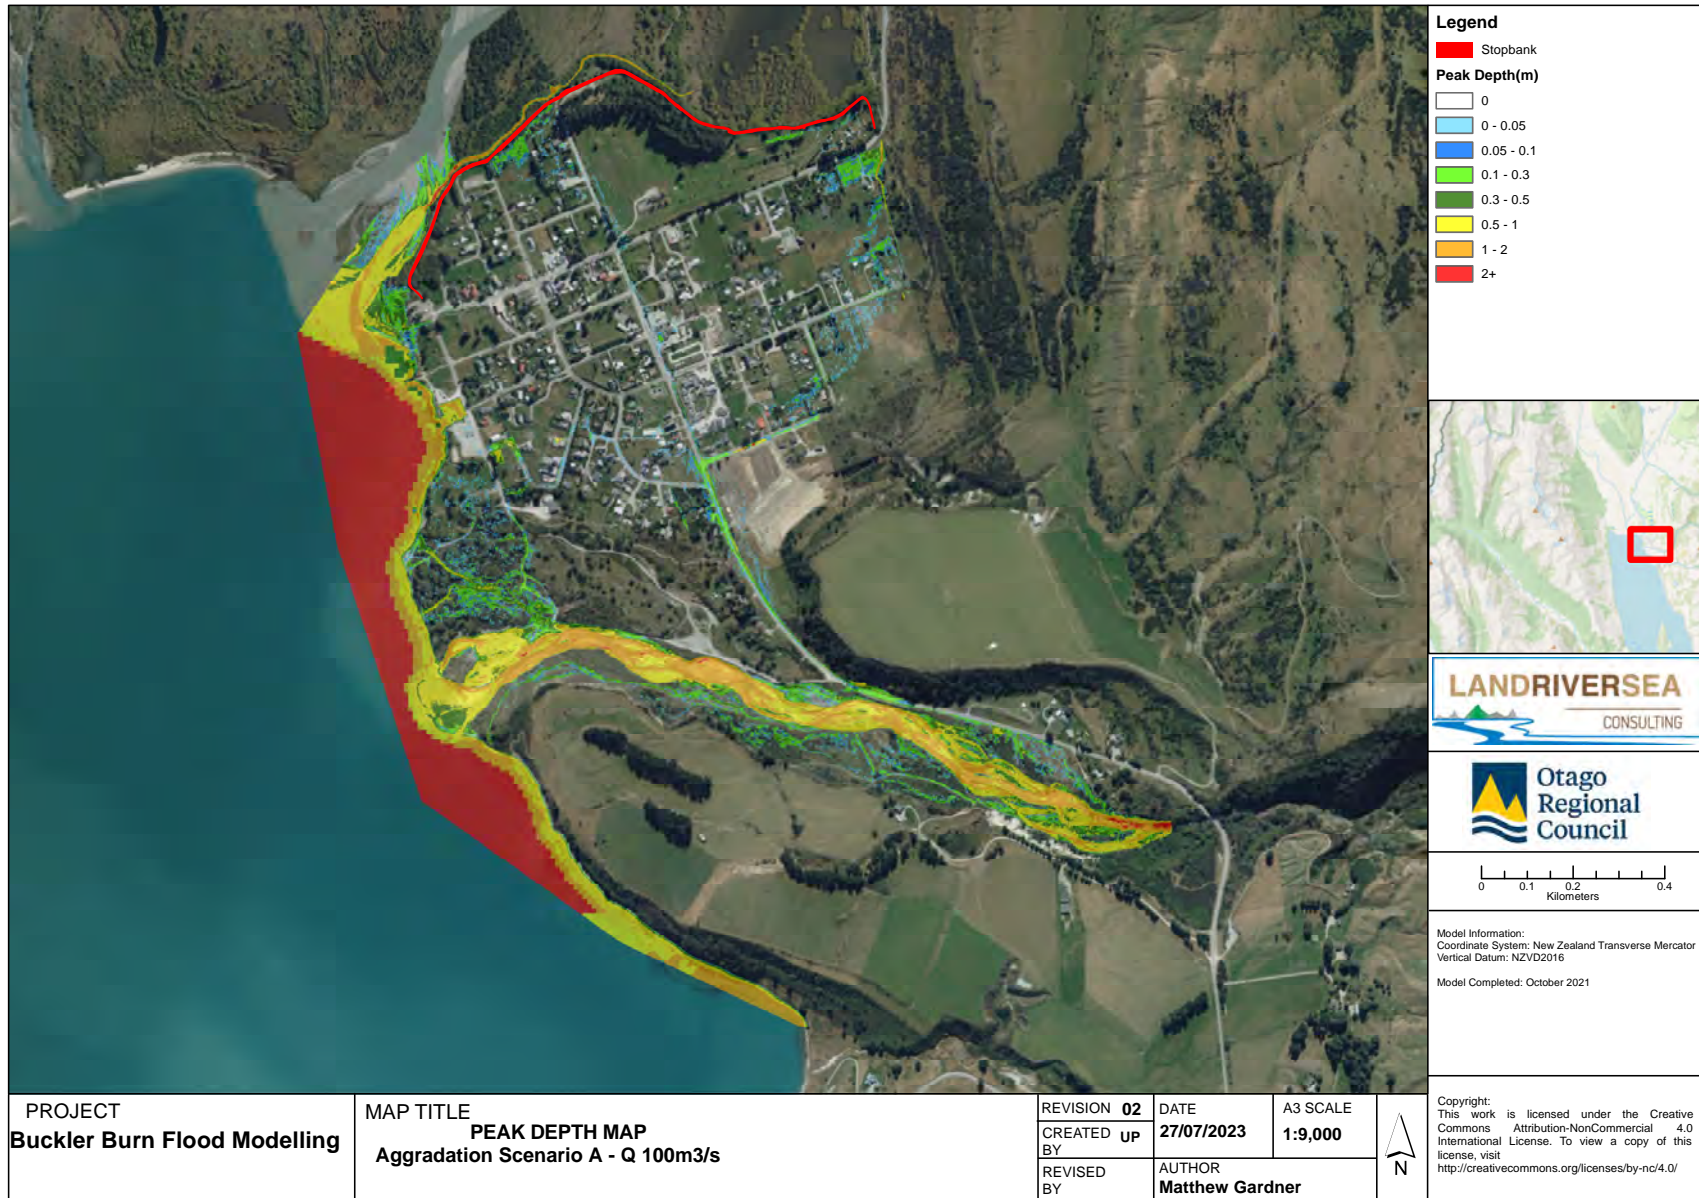 Legend
Stopbank
Peak Depth(m)
0
0 - 0.05
0.05 - 0.1
0.1 - 0.3
0.3 - 0.5
0.5 - 1
1 - 2
2+
LANDRIVERSEA
CONSULTING
Otago
Regional
Council
0 0.1 0.2 0.4
Kilometers
Model Information:
Coordinate System: New Zealand Transverse Mercator
Vertical Datum: NZVD2016
Model Completed: October 2021
Copyright:
This work is licensed under the Creative
Commons Attribution-NonCommercial 4.0
International License. To view a copy of this
license, visit
http://creativecommons.org/licenses/by-nc/4.0/
PROJECT
Buckler Burn Flood Modelling
MAP TITLE
PEAK DEPTH MAP
Aggradation Scenario A - Q 100m3/s
REVISION 02
CREATED BY UP
REVISED BY
DATE
27/07/2023
A3 SCALE
1:9,000
AUTHOR
Matthew Gardner
N